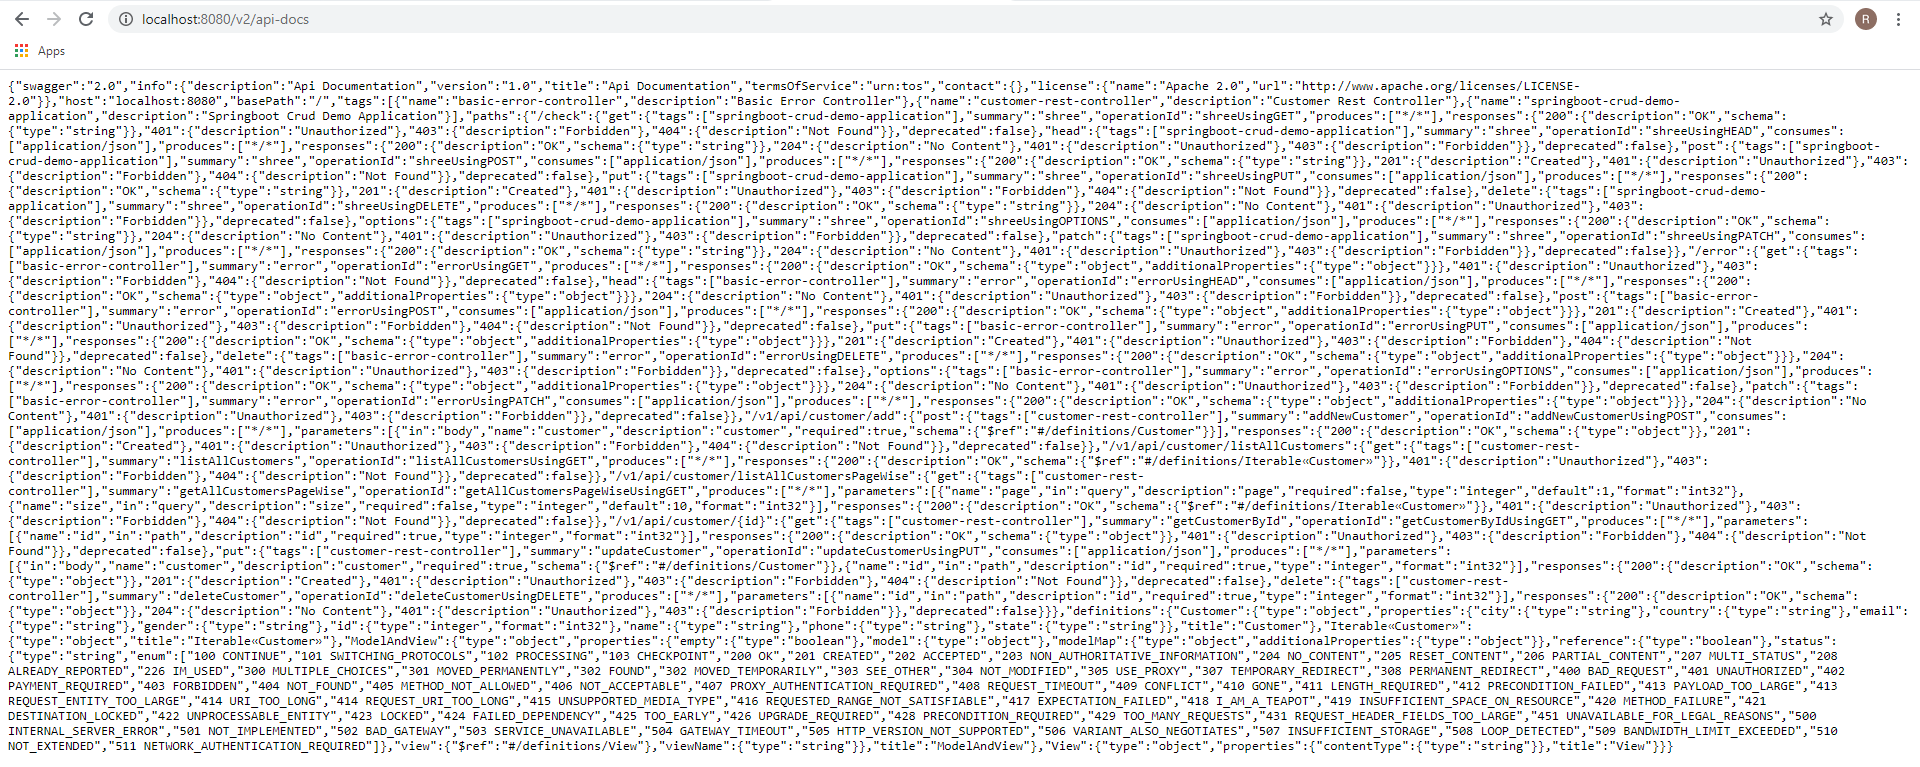 localhost:8080/v2/api-docs
R
Apps
{"swagger":"2.0","info":{"description":"Api Documentation","version":"1.0","title":"Api Documentation","termsOfService":"urn:tos","contact":{},"license":{"name":"Apache 2.0","url":"http://www.apache.org/licenses/LICENSE-
2.0"}},"host":"localhost:8080","basePath":"/","tags":[{"name":"basic-error-controller","description":"Basic Error Controller"},{"name":"customer-rest-controller","description":"Customer Rest Controller"},{"name":"springboot-crud-demo-
application","description":"Springboot Crud Demo Application"}],"paths":{"/check":{"get":{"tags":["springboot-crud-demo-application"],"summary":"shree","operationId":"shreeUsingGET","produces":["*/*"],"responses":{"200":{"description":"OK","schema":
{"type":"string"}},"401":{"description":"Unauthorized"},"403":{"description":"Forbidden"},"404":{"description":"Not Found"}},"deprecated":false},"head":{"tags":["springboot-crud-demo-application"],"summary":"shree","operationId":"shreeUsingHEAD","consumes":
["application/json"],"produces":["*/*"],"responses":{"200":{"description":"OK","schema":{"type":"string"}},"204":{"description":"No Content"},"401":{"description":"Unauthorized"},"403":{"description":"Forbidden"}},"deprecated":false},"post":{"tags":["springboot-
crud-demo-application"],"summary":"shree","operationId":"shreeUsingPOST","consumes":["application/json"],"produces":["*/*"],"responses":{"200":{"description":"OK","schema":{"type":"string"}},"201":{"description":"Created"},"401":{"description":"Unauthorized"},"403":
{"description":"Forbidden"},"404":{"description":"Not Found"}},"deprecated":false},"put":{"tags":["springboot-crud-demo-application"],"summary":"shree","operationId":"shreeUsingPUT","consumes":["application/json"],"produces":["*/*"],"responses":{"200":
{"description":"OK","schema":{"type":"string"}},"201":{"description":"Created"},"401":{"description":"Unauthorized"},"403":{"description":"Forbidden"},"404":{"description":"Not Found"}},"deprecated":false},"delete":{"tags":["springboot-crud-demo-
application"],"summary":"shree","operationId":"shreeUsingDELETE","produces":["*/*"],"responses":{"200":{"description":"OK","schema":{"type":"string"}},"204":{"description":"No Content"},"401":{"description":"Unauthorized"},"403":
{"description":"Forbidden"}},"deprecated":false},"options":{"tags":["springboot-crud-demo-application"],"summary":"shree","operationId":"shreeUsingOPTIONS","consumes":["application/json"],"produces":["*/*"],"responses":{"200":{"description":"OK","schema":
{"type":"string"}},"204":{"description":"No Content"},"401":{"description":"Unauthorized"},"403":{"description":"Forbidden"}},"deprecated":false},"patch":{"tags":["springboot-crud-demo-application"],"summary":"shree","operationId":"shreeUsingPATCH","consumes":
["application/json"],"produces":["*/*"],"responses":{"200":{"description":"OK","schema":{"type":"string"}},"204":{"description":"No Content"},"401":{"description":"Unauthorized"},"403":{"description":"Forbidden"}},"deprecated":false}},"/error":{"get":{"tags":
["basic-error-controller"],"summary":"error","operationId":"errorUsingGET","produces":["*/*"],"responses":{"200":{"description":"OK","schema":{"type":"object","additionalProperties":{"type":"object"}}},"401":{"description":"Unauthorized"},"403":
{"description":"Forbidden"},"404":{"description":"Not Found"}},"deprecated":false},"head":{"tags":["basic-error-controller"],"summary":"error","operationId":"errorUsingHEAD","consumes":["application/json"],"produces":["*/*"],"responses":{"200":
{"description":"OK","schema":{"type":"object","additionalProperties":{"type":"object"}}},"204":{"description":"No Content"},"401":{"description":"Unauthorized"},"403":{"description":"Forbidden"}},"deprecated":false},"post":{"tags":["basic-error-
controller"],"summary":"error","operationId":"errorUsingPOST","consumes":["application/json"],"produces":["*/*"],"responses":{"200":{"description":"OK","schema":{"type":"object","additionalProperties":{"type":"object"}}},"201":{"description":"Created"},"401":
{"description":"Unauthorized"},"403":{"description":"Forbidden"},"404":{"description":"Not Found"}},"deprecated":false},"put":{"tags":["basic-error-controller"],"summary":"error","operationId":"errorUsingPUT","consumes":["application/json"],"produces":
["*/*"],"responses":{"200":{"description":"OK","schema":{"type":"object","additionalProperties":{"type":"object"}}},"201":{"description":"Created"},"401":{"description":"Unauthorized"},"403":{"description":"Forbidden"},"404":{"description":"Not
Found"}},"deprecated":false},"delete":{"tags":["basic-error-controller"],"summary":"error","operationId":"errorUsingDELETE","produces":["*/*"],"responses":{"200":{"description":"OK","schema":{"type":"object","additionalProperties":{"type":"object"}}},"204":
{"description":"No Content"},"401":{"description":"Unauthorized"},"403":{"description":"Forbidden"}},"deprecated":false},"options":{"tags":["basic-error-controller"],"summary":"error","operationId":"errorUsingOPTIONS","consumes":["application/json"],"produces":
["*/*"],"responses":{"200":{"description":"OK","schema":{"type":"object","additionalProperties":{"type":"object"}}},"204":{"description":"No Content"},"401":{"description":"Unauthorized"},"403":{"description":"Forbidden"}},"deprecated":false},"patch":{"tags":
["basic-error-controller"],"summary":"error","operationId":"errorUsingPATCH","consumes":["application/json"],"produces":["*/*"],"responses":{"200":{"description":"OK","schema":{"type":"object","additionalProperties":{"type":"object"}}},"204":{"description":"No
Content"},"401":{"description":"Unauthorized"},"403":{"description":"Forbidden"}},"deprecated":false}},"/v1/api/customer/add":{"post":{"tags":["customer-rest-controller"],"summary":"addNewCustomer","operationId":"addNewCustomerUsingPOST","consumes":
["application/json"],"produces":["*/*"],"parameters":[{"in":"body","name":"customer","description":"customer","required":true,"schema":{"$ref":"#/definitions/Customer"}}],"responses":{"200":{"description":"OK","schema":{"type":"object"}},"201":
{"description":"Created"},"401":{"description":"Unauthorized"},"403":{"description":"Forbidden"},"404":{"description":"Not Found"}},"deprecated":false}},"/v1/api/customer/listAllCustomers":{"get":{"tags":["customer-rest-
controller"],"summary":"listAllCustomers","operationId":"listAllCustomersUsingGET","produces":["*/*"],"responses":{"200":{"description":"OK","schema":{"$ref":"#/definitions/Iterable«Customer»"}},"401":{"description":"Unauthorized"},"403":
{"description":"Forbidden"},"404":{"description":"Not Found"}},"deprecated":false}},"/v1/api/customer/listAllCustomersPageWise":{"get":{"tags":["customer-rest-
controller"],"summary":"getAllCustomersPageWise","operationId":"getAllCustomersPageWiseUsingGET","produces":["*/*"],"parameters":[{"name":"page","in":"query","description":"page","required":false,"type":"integer","default":1,"format":"int32"},
{"name":"size","in":"query","description":"size","required":false,"type":"integer","default":10,"format":"int32"}],"responses":{"200":{"description":"OK","schema":{"$ref":"#/definitions/Iterable«Customer»"}},"401":{"description":"Unauthorized"},"403":
{"description":"Forbidden"},"404":{"description":"Not Found"}},"deprecated":false}},"/v1/api/customer/{id}":{"get":{"tags":["customer-rest-controller"],"summary":"getCustomerById","operationId":"getCustomerByIdUsingGET","produces":["*/*"],"parameters":
[{"name":"id","in":"path","description":"id","required":true,"type":"integer","format":"int32"}],"responses":{"200":{"description":"OK","schema":{"type":"object"}},"401":{"description":"Unauthorized"},"403":{"description":"Forbidden"},"404":{"description":"Not
Found"}},"deprecated":false},"put":{"tags":["customer-rest-controller"],"summary":"updateCustomer","operationId":"updateCustomerUsingPUT","consumes":["application/json"],"produces":["*/*"],"parameters":
[{"in":"body","name":"customer","description":"customer","required":true,"schema":{"$ref":"#/definitions/Customer"}},{"name":"id","in":"path","description":"id","required":true,"type":"integer","format":"int32"}],"responses":{"200":{"description":"OK","schema":
{"type":"object"}},"201":{"description":"Created"},"401":{"description":"Unauthorized"},"403":{"description":"Forbidden"},"404":{"description":"Not Found"}},"deprecated":false},"delete":{"tags":["customer-rest-
controller"],"summary":"deleteCustomer","operationId":"deleteCustomerUsingDELETE","produces":["*/*"],"parameters":[{"name":"id","in":"path","description":"id","required":true,"type":"integer","format":"int32"}],"responses":{"200":{"description":"OK","schema":
{"type":"object"}},"204":{"description":"No Content"},"401":{"description":"Unauthorized"},"403":{"description":"Forbidden"}},"deprecated":false}}},"definitions":{"Customer":{"type":"object","properties":{"city":{"type":"string"},"country":{"type":"string"},"email":
{"type":"string"},"gender":{"type":"string"},"id":{"type":"integer","format":"int32"},"name":{"type":"string"},"phone":{"type":"string"},"state":{"type":"string"}},"title":"Customer"},"Iterable«Customer»":
{"type":"object","title":"Iterable«Customer»"},"ModelAndView":{"type":"object","properties":{"empty":{"type":"boolean"},"model":{"type":"object"},"modelMap":{"type":"object","additionalProperties":{"type":"object"}},"reference":{"type":"boolean"},"status":
{"type":"string","enum":["100 CONTINUE","101 SWITCHING_PROTOCOLS","102 PROCESSING","103 CHECKPOINT","200 OK","201 CREATED","202 ACCEPTED","203 NON_AUTHORITATIVE_INFORMATION","204 NO_CONTENT","205 RESET_CONTENT","206 PARTIAL_CONTENT","207 MULTI_STATUS","208
ALREADY_REPORTED","226 IM_USED","300 MULTIPLE_CHOICES","301 MOVED_PERMANENTLY","302 FOUND","302 MOVED_TEMPORARILY","303 SEE_OTHER","304 NOT_MODIFIED","305 USE_PROXY","307 TEMPORARY_REDIRECT","308 PERMANENT_REDIRECT","400 BAD_REQUEST","401 UNAUTHORIZED","402
PAYMENT_REQUIRED","403 FORBIDDEN","404 NOT_FOUND","405 METHOD_NOT_ALLOWED","406 NOT_ACCEPTABLE","407 PROXY_AUTHENTICATION_REQUIRED","408 REQUEST_TIMEOUT","409 CONFLICT","410 GONE","411 LENGTH_REQUIRED","412 PRECONDITION_FAILED","413 PAYLOAD_TOO_LARGE","413
REQUEST_ENTITY_TOO_LARGE","414 URI_TOO_LONG","414 REQUEST_URI_TOO_LONG","415 UNSUPPORTED_MEDIA_TYPE","416 REQUESTED_RANGE_NOT_SATISFIABLE","417 EXPECTATION_FAILED","418 I_AM_A_TEAPOT","419 INSUFFICIENT_SPACE_ON_RESOURCE","420 METHOD_FAILURE","421
DESTINATION_LOCKED","422 UNPROCESSABLE_ENTITY","423 LOCKED","424 FAILED_DEPENDENCY","425 TOO_EARLY","426 UPGRADE_REQUIRED","428 PRECONDITION_REQUIRED","429 TOO_MANY_REQUESTS","431 REQUEST_HEADER_FIELDS_TOO_LARGE","451 UNAVAILABLE_FOR_LEGAL_REASONS","500
INTERNAL_SERVER_ERROR","501 NOT_IMPLEMENTED","502 BAD_GATEWAY","503 SERVICE_UNAVAILABLE","504 GATEWAY_TIMEOUT","505 HTTP_VERSION_NOT_SUPPORTED","506 VARIANT_ALSO_NEGOTIATES","507 INSUFFICIENT_STORAGE","508 LOOP_DETECTED","509 BANDWIDTH_LIMIT_EXCEEDED","510
NOT_EXTENDED","511 NETWORK_AUTHENTICATION_REQUIRED"]},"view":{"$ref":"#/definitions/View"},"viewName":{"type":"string"}},"title":"ModelAndView"},"View":{"type":"object","properties":{"contentType":{"type":"string"}},"title":"View"}}}